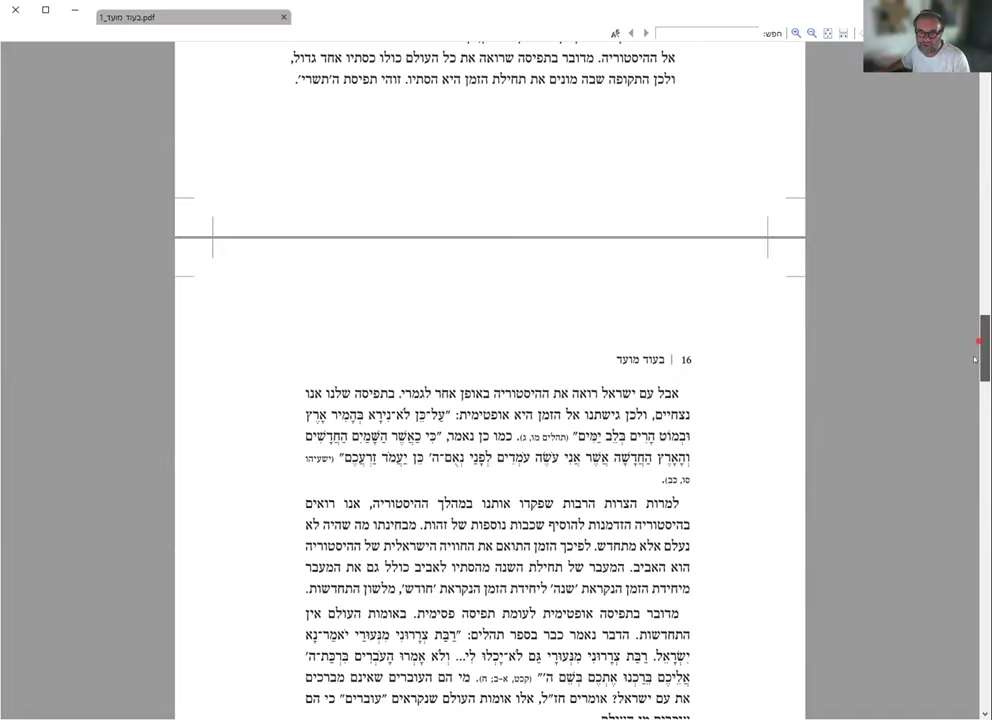 בעוד מועד_1.pdf
חפש:
אל ההיסטוריה. מדובר בתפיסה שרואה את כל העולם כולו כסתיו אחד גדול,
ולכן התקופה שבה מונים את תחילת הזמן היא הסתיו. זוהי תפיסת ה'תשרי'.
16 | בעוד מועד
אבל עם ישראל רואה את ההיסטוריה באופן אחר לגמרי. בתפיסה שלנו אנו
נצחיים, ולכן גישתנו אל הזמן היא אופטימית: "עַל־כֵּן לֹא־נִירָא בְּהָמִיר אָרֶץ
וּבְמוֹט הָרִים בְּלֵב יַמִּים" (תהלים מו, ג). כמו כן נאמר, "כִּי כַאֲשֶׁר הַשָּׁמַיִם הַחֲדָשִׁים
וְהָאָרֶץ הַחֲדָשָׁה אֲשֶׁר אֲנִי עֹשֶׂה עֹמְדִים לְפָנַי נְאֻם־ה' כֵּן יַעֲמֹד זַרְעֲכֶם" (ישעיהו
סו, כב).
למרות הצרות הרבות שפקדו אותנו במהלך ההיסטוריה, אנו רואים
בהיסטוריה הזדמנות להוסיף שכבות נוספות של זהות. מבחינתו מה שהיה לא
נעלם אלא מתחדש. לפיכך הזמן התואם את החוויה הישראלית של ההיסטוריה
הוא האביב. המעבר של תחילת השנה מהסתיו לאביב כולל גם את המעבר
מיחידת הזמן הנקראת 'שנה' ליחידת הזמן הנקראת 'חודש', מלשון התחדשות.
מדובר בתפיסה אופטימית לעומת תפיסה פסימית. באומות העולם אין
התחדשות. הדבר נאמר כבר בספר תהלים: "רַבַּת צְרָרוּנִי מִנְּעוּרַי יֹאמַר־נָא
יִשְׂרָאֵל. רַבַּת צְרָרוּנִי מִנְּעוּרָי גַּם לֹא־יָכְלוּ לִי... וְלֹא אָמְרוּ הָעֹבְרִים בִּרְכַּת־ה'
אֲלֵיכֶם בֵּרַכְנוּ אֶתְכֶם בְּשֵׁם ה'" (קכט, א-ב; ח). מי הם העוברים שאינם מברכים
את עם ישראל? אומרים חז"ל, אלו אומות העולם שנקראים "עוברים" כי הם
עוברים מן העולם